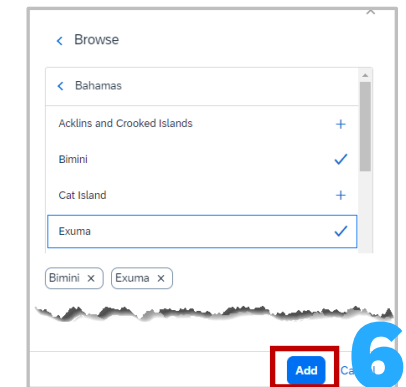 Browse
Bahamas
Acklins and Crooked Islands
Bimini
Cat Island
Exuma
Bimini x Exuma x
Add
6